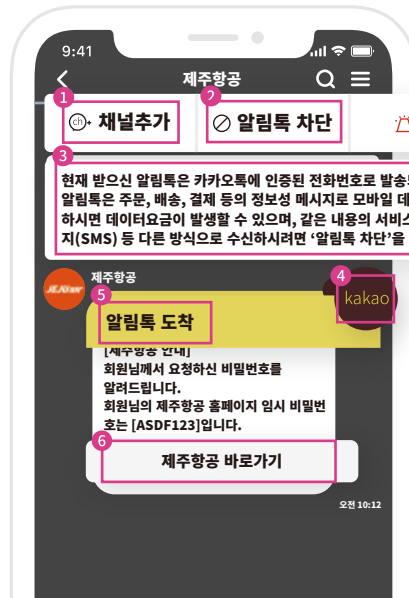 9:41
제주항공
1
2
ch+ 채널추가
알림톡 차단
3
현재 받으신 알림톡은 카카오톡에 인증된 전화번호로 발송
알림톡은 주문, 배송, 결제 등의 정보성 메시지로 모바일 데
하시면 데이터요금이 발생할 수 있으며, 같은 내용의 서비스
지(SMS) 등 다른 방식으로 수신하시려면 ‘알림톡 차단’을
제주항공
JEJUair
4
kakao
5
알림톡 도착
[제주항공 안내]
회원님께서 요청하신 비밀번호를
알려드립니다.
회원님의 제주항공 홈페이지 임시 비밀번
호는 [ASDF123]입니다.
6
제주항공 바로가기
오전 10:12